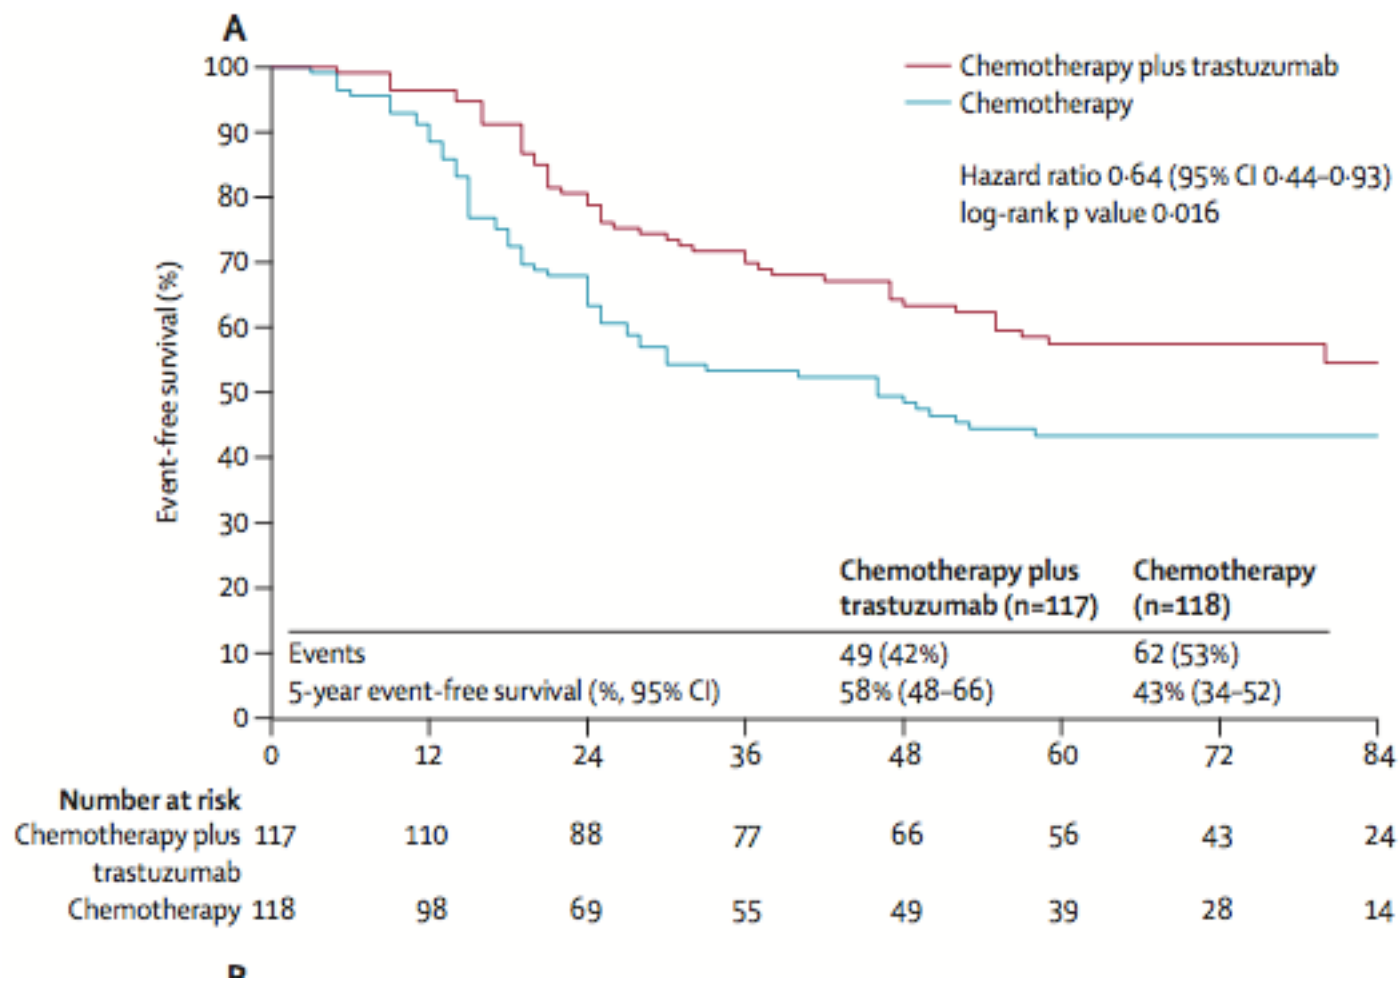 A
Chemotherapy plus trastuzumab
Chemotherapy
Hazard ratio 0·64 (95% CI 0·44–0·93)
log-rank p value 0·016
Event-free survival (%)
100
90
80
70
60
50
40
30
20
10
0
Chemotherapy plus Chemotherapy
trastuzumab (n=117) (n=118)
Events 49 (42%) 62 (53%)
5-year event-free survival (%, 95% CI) 58% (48–66) 43% (34–52)
0 12 24 36 48 60 72 84
Number at risk
Chemotherapy plus 117 110 88 77 66 56 43 24
trastuzumab
Chemotherapy 118 98 69 55 49 39 28 14